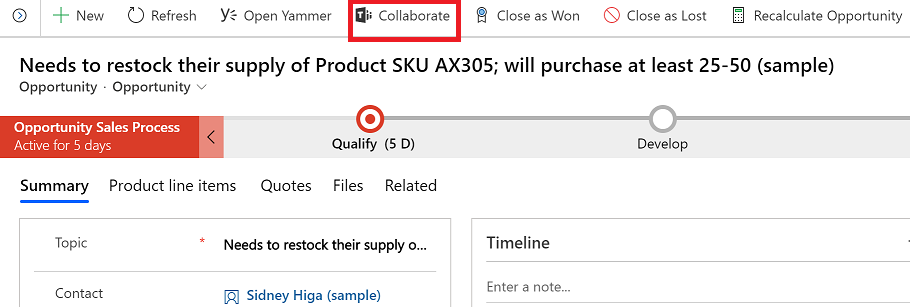 New Refresh Open Yammer Collaborate Close as Won Close as Lost Recalculate Opportunity
Needs to restock their supply of Product SKU AX305; will purchase at least 25-50 (sample)
Opportunity · Opportunity
Opportunity Sales Process
Active for 5 days
Qualify (5 D)
Develop
Summary Product line items Quotes Files Related
Topic * Needs to restock their supply o...
Contact Sidney Higa (sample)
Timeline
Enter a note...